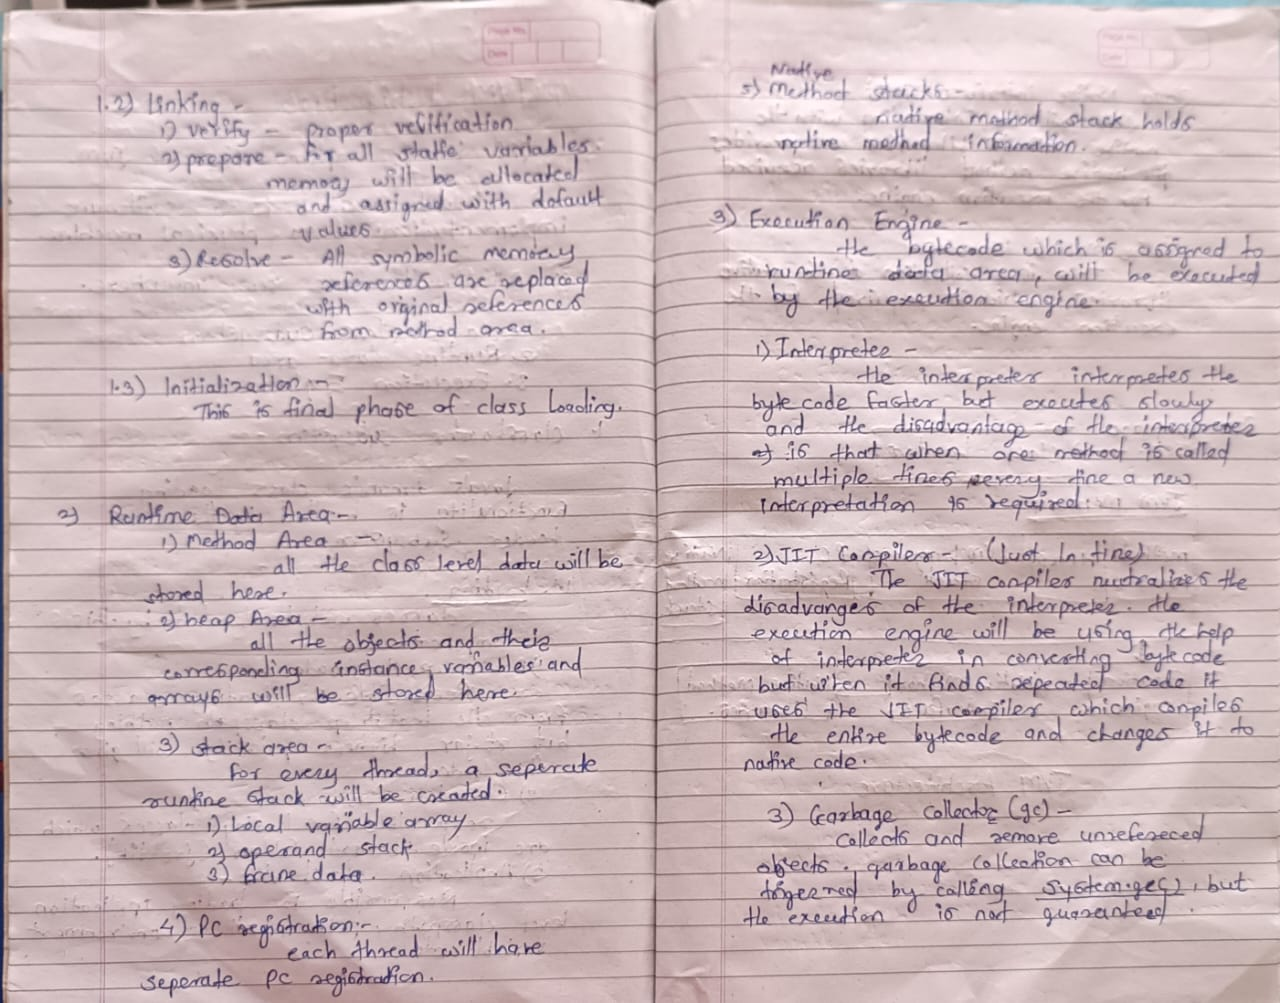 Page No.
Date
1.2) Linking -
1) verify - proper verification
2) prepare - for all static variables
memory will be allocated
and assigned with default
values
3) Resolve - All symbolic memory
references are replaced
with orginal references
from method area.
1.3) Initialization :-
This is final phase of class Loading.
2) Runtime Data Area:-
1) Method Area :-
all the class level data will be
stored here.
2) heap Area -
all the objects and their
corresponding instance variables and
arrays will be stored here
3) stack area -
for every thread, a seperate
runtime stack will be created.
1) Local variable array
2) operand stack
3) frame data.
4) PC registration:-
each thread will have
seperate PC registration.
Page No.
Date
Native
5) Method stacks -
native method stack holds
native method information.
3) Execution Engine -
the bytecode which is assigned to
runtime data area, will be executed
by the execution engine.
1) Interpreter -
the interpreter interpretes the
byte code faster but executes slowly
and the disadvantage of the interpreter
is that when one method is called
multiple times, every time a new
interpretation is required
2) JIT Compiler - (Just In time)
The JIT compiler nuetralizes the
disadvanges of the interpreter. the
execution engine will be using the help
of interpreter in converting byte code
but when it finds repeated code it
uses the JIT compiler which compiles
the entire bytecode and changes it to
native code.
3) Garbage Collector (gc) -
Collects and remove unrefereced
objects. garbage collection can be
by calling System.gc(), but
the execution is not guaranteed.